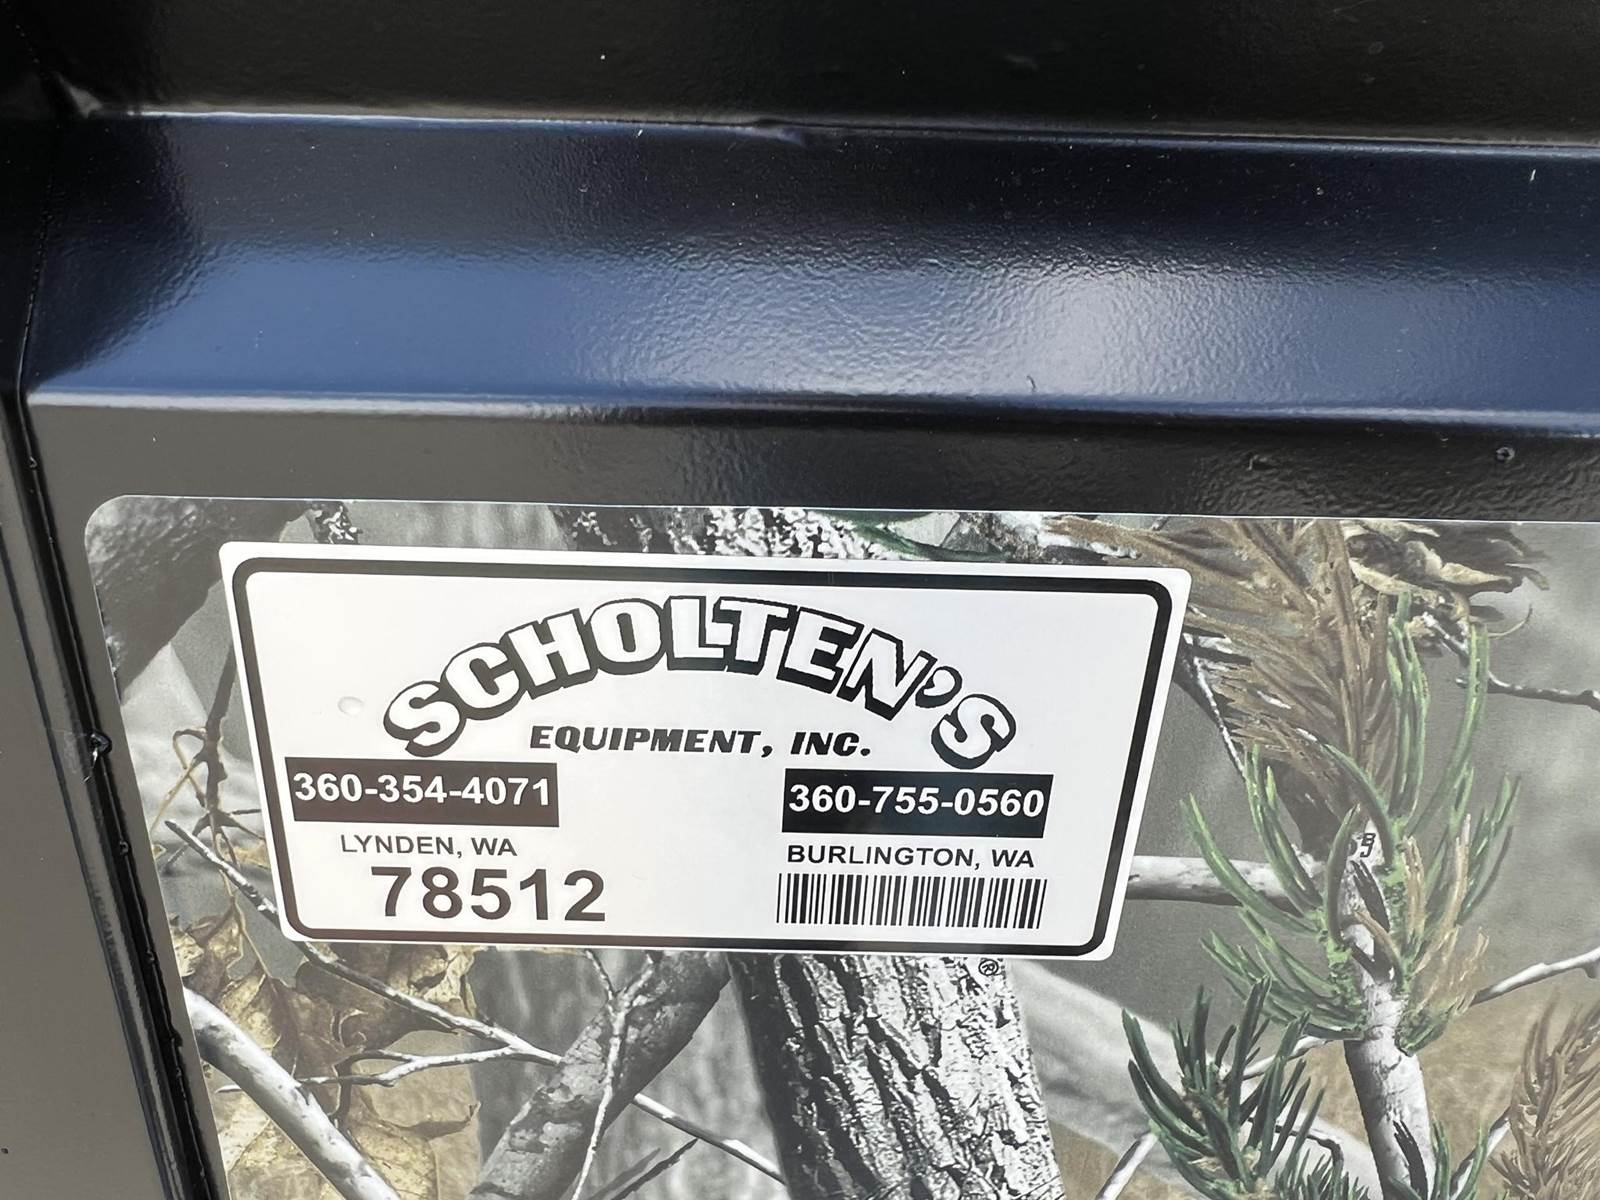 SCHOLTEN'S
EQUIPMENT, INC.
360-354-4071
LYNDEN, WA
78512
360-755-0560
BURLINGTON, WA
®